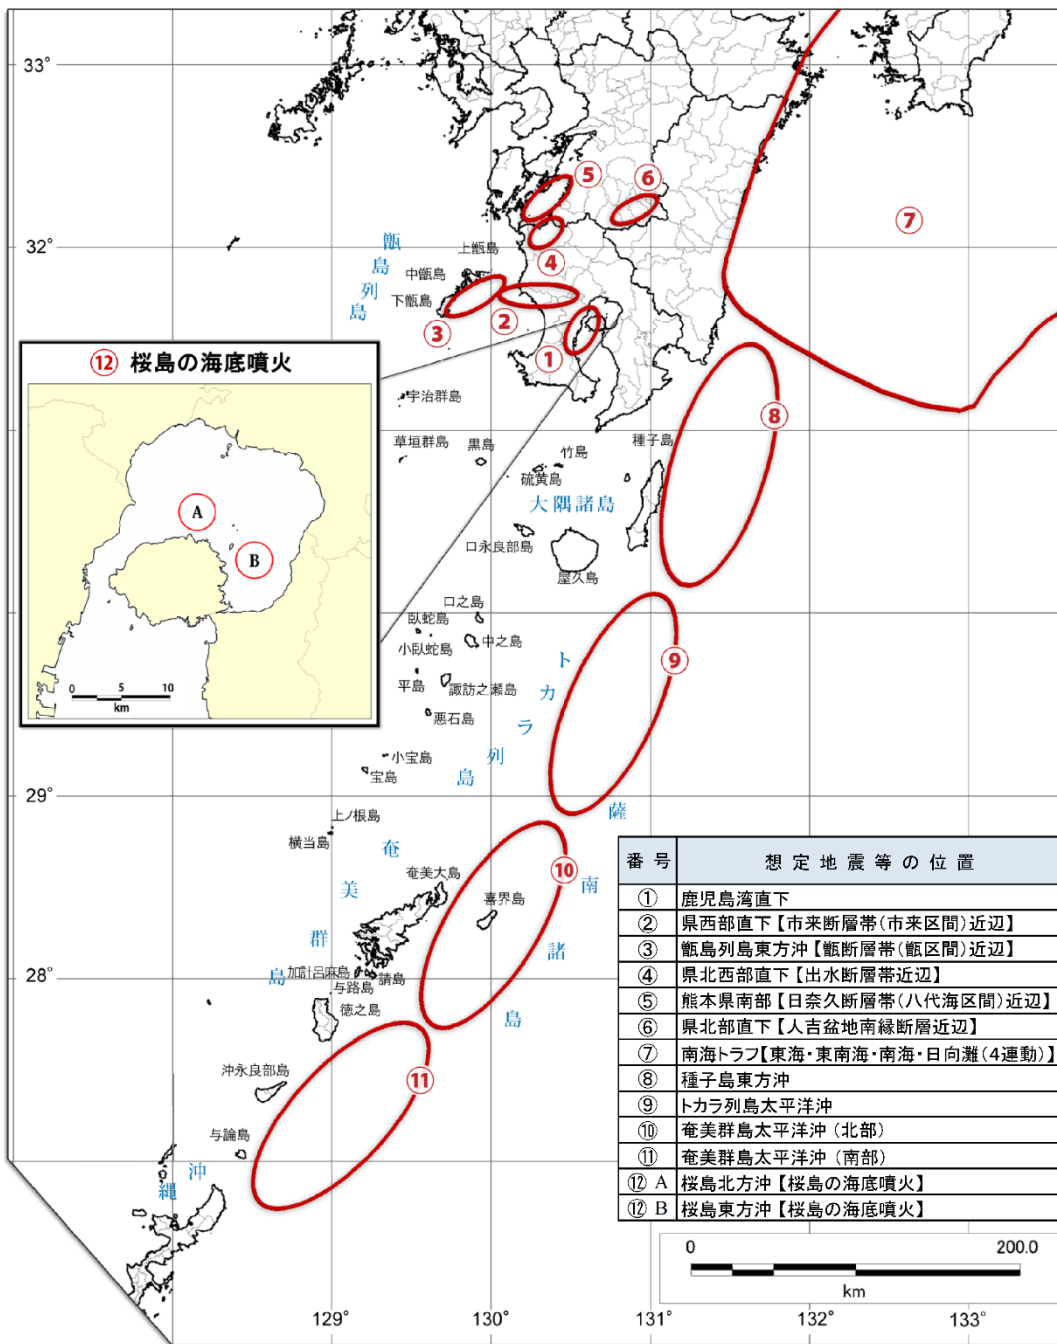 33°
32°
29°
28°
129°
130°
131°
132°
133°
⑤
⑥
⑦
④
②
③
①
⑧
⑨
⑩
⑪
甑島列島
上甑島
中甑島
下甑島
⑫ 桜島の海底噴火
A
B
0 5 10
km
宇治群島
草垣群島
黒島
竹島
硫黄島
種子島
大隅諸島
口永良部島
屋久島
口之島
臥蛇島
中之島
小臥蛇島
平島
諏訪之瀬島
悪石島
小宝島
宝島
トカラ列島
上ノ根島
横当島
奄美群島
奄美大島
喜界島
薩南諸島
加計呂麻島
請島
与路島
徳之島
沖永良部島
与論島
沖縄
番号 想定地震等の位置
① 鹿児島湾直下
② 県西部直下【市来断層帯(市来区間)近辺】
③ 甑島列島東方沖【甑断層帯(甑区間)近辺】
④ 県北西部直下【出水断層帯近辺】
⑤ 熊本県南部【日奈久断層帯(八代海区間)近辺】
⑥ 県北部直下【人吉盆地南縁断層近辺】
⑦ 南海トラフ【東海・東南海・南海・日向灘(4連動)】
⑧ 種子島東方沖
⑨ トカラ列島太平洋沖
⑩ 奄美群島太平洋沖(北部)
⑪ 奄美群島太平洋沖(南部)
⑫ A 桜島北方沖【桜島の海底噴火】
⑫ B 桜島東方沖【桜島の海底噴火】
0 200.0
km